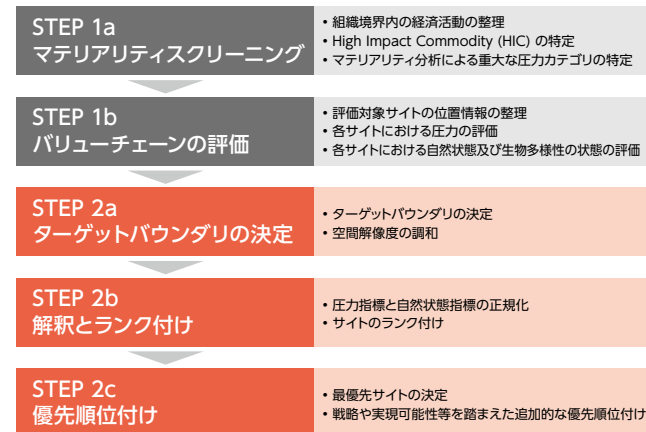 STEP 1a
マテリアリティスクリーニング
• 組織境界内の経済活動の整理
• High Impact Commodity (HIC) の特定
• マテリアリティ分析による重大な圧力カテゴリの特定
STEP 1b
バリューチェーンの評価
• 評価対象サイトの位置情報の整理
• 各サイトにおける圧力の評価
• 各サイトにおける自然状態及び生物多様性の状態の評価
STEP 2a
ターゲットバウンダリの決定
• ターゲットバウンダリの決定
• 空間解像度の調和
STEP 2b
解釈とランク付け
• 圧力指標と自然状態指標の正規化
• サイトのランク付け
STEP 2c
優先順位付け
• 最優先サイトの決定
• 戦略や実現可能性等を踏まえた追加的な優先順位付け